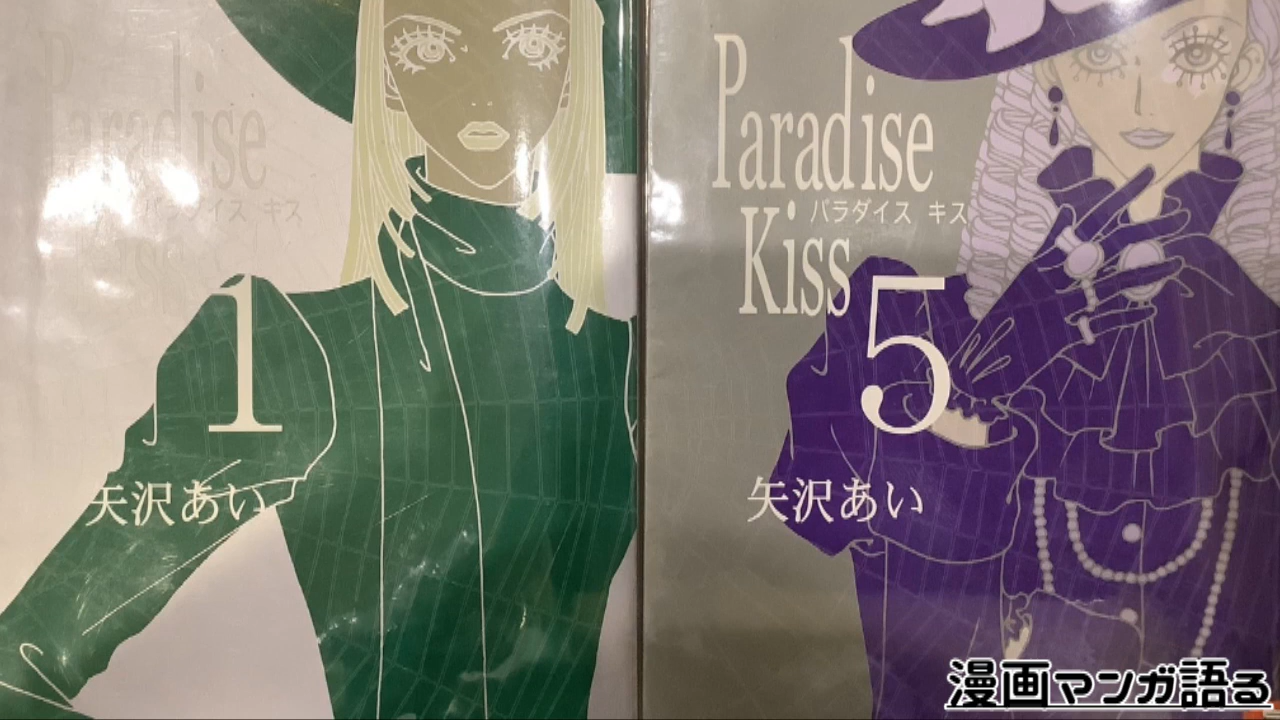 Paradise
パラダイス キス
1
矢沢あい
Paradise
パラダイス キス
Kiss
5
矢沢あい
漫画マンガ語る